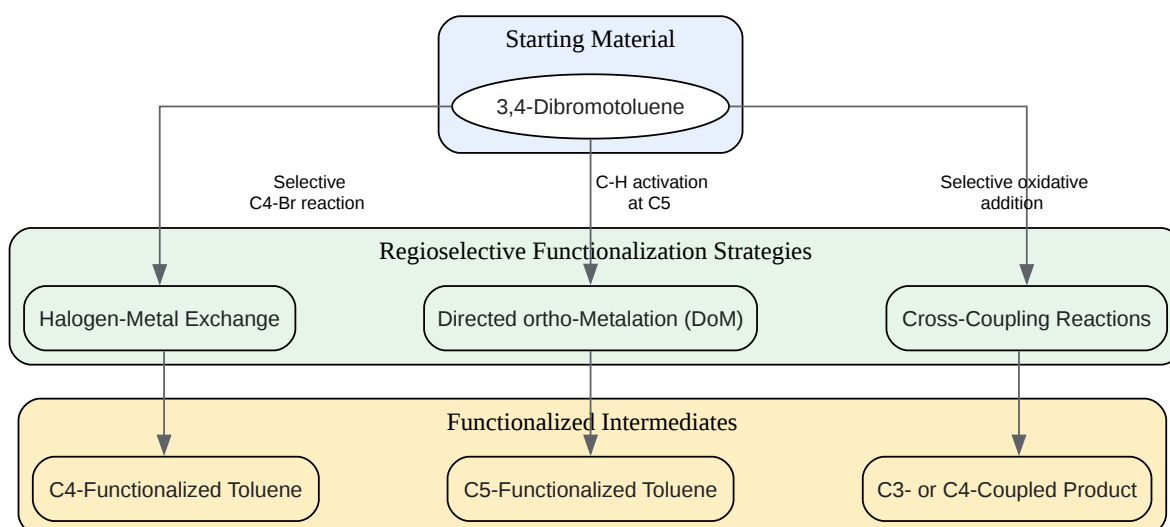 Starting Material
3,4-Dibromotoluene
Selective
C4-Br reaction
C-H activation
at C5
Selective oxidative
addition
Regioselective Functionalization Strategies
Halogen-Metal Exchange
Directed ortho-Metalation (DoM)
Cross-Coupling Reactions
Functionalized Intermediates
C4-Functionalized Toluene
C5-Functionalized Toluene
C3- or C4-Coupled Product